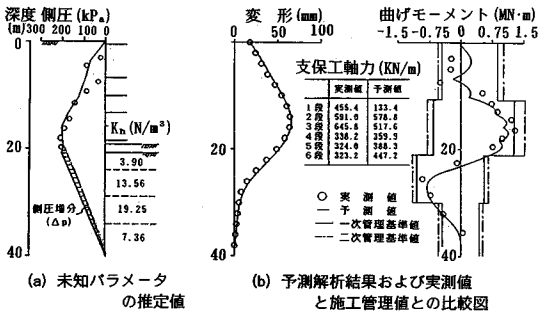 深度 側圧(kPa)
(m)300 200 100 0
0
20
40
Kh(N/m³)
3.90
13.56
19.25
7.36
側圧増分
(Δp)
(a) 未知パラメータ
の推定値
変 形(mm)
0 50 100
0
20
40
支保工軸力(KN/m)
実測値 予測値
1段 455.4 133.4
2段 591.0 578.8
3段 645.8 517.6
4段 338.2 359.3
5段 324.0 388.3
6段 323.2 447.2
曲げモーメント(MN·m)
-1.5 -0.75 0 0.75 1.5
実 測 値
予 測 値
一次管理基準値
二次管理基準値
(b) 予測解析結果および実測値
と施工管理値との比較図